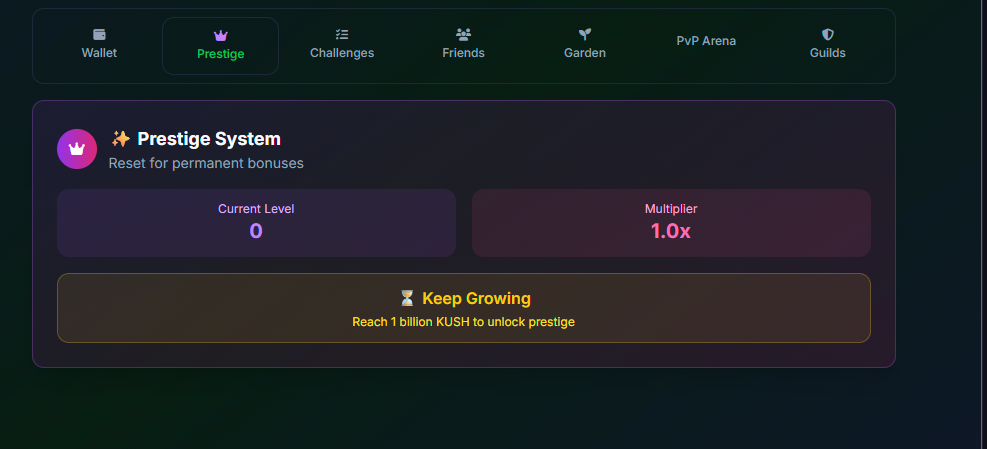 Wallet
Prestige
Challenges
Friends
Garden
PvP Arena
Guilds
✨ Prestige System
Reset for permanent bonuses
Current Level
0
Multiplier
1.0x
⏳ Keep Growing
Reach 1 billion KUSH to unlock prestige